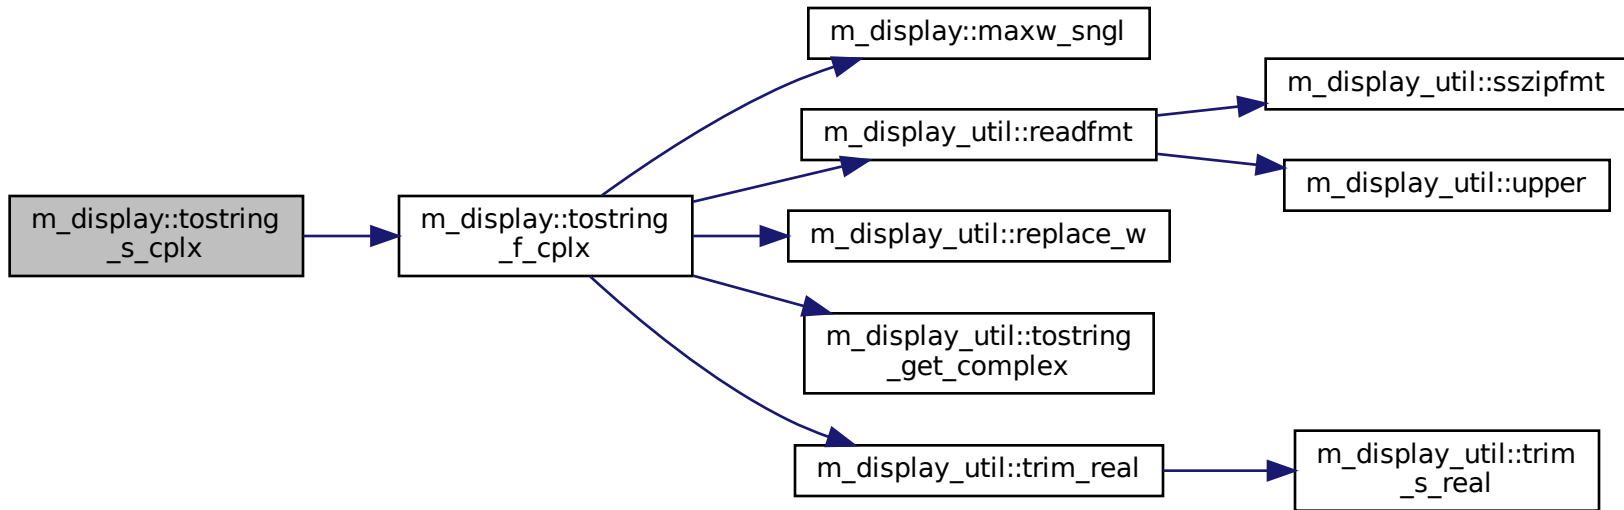 m_display::tostring
_s_cplx
m_display::tostring
_f_cplx
m_display::maxw_sngl
m_display_util::readfmt
m_display_util::replace_w
m_display_util::tostring
_get_complex
m_display_util::trim_real
m_display_util::sszipfmt
m_display_util::upper
m_display_util::trim
_s_real